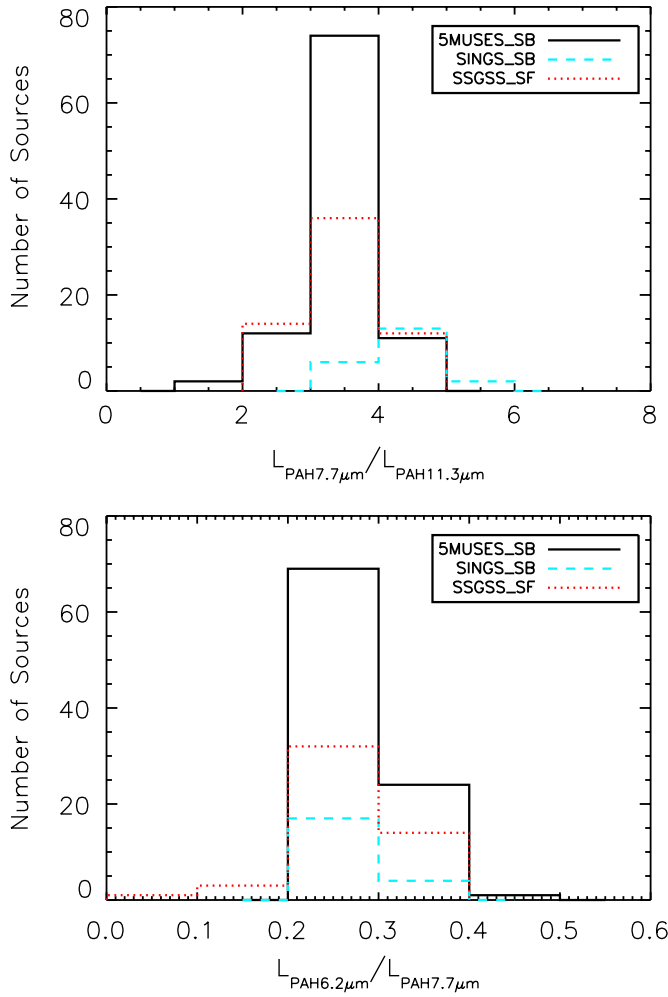 80
60
40
20
0
Number of Sources
5MUSES_SB
SINGS_SB
SSGSS_SF
0 2 4 6 8
L_PAH7.7μm/L_PAH11.3μm
80
60
40
20
0
Number of Sources
5MUSES_SB
SINGS_SB
SSGSS_SF
0.0 0.1 0.2 0.3 0.4 0.5 0.6
L_PAH6.2μm/L_PAH7.7μm